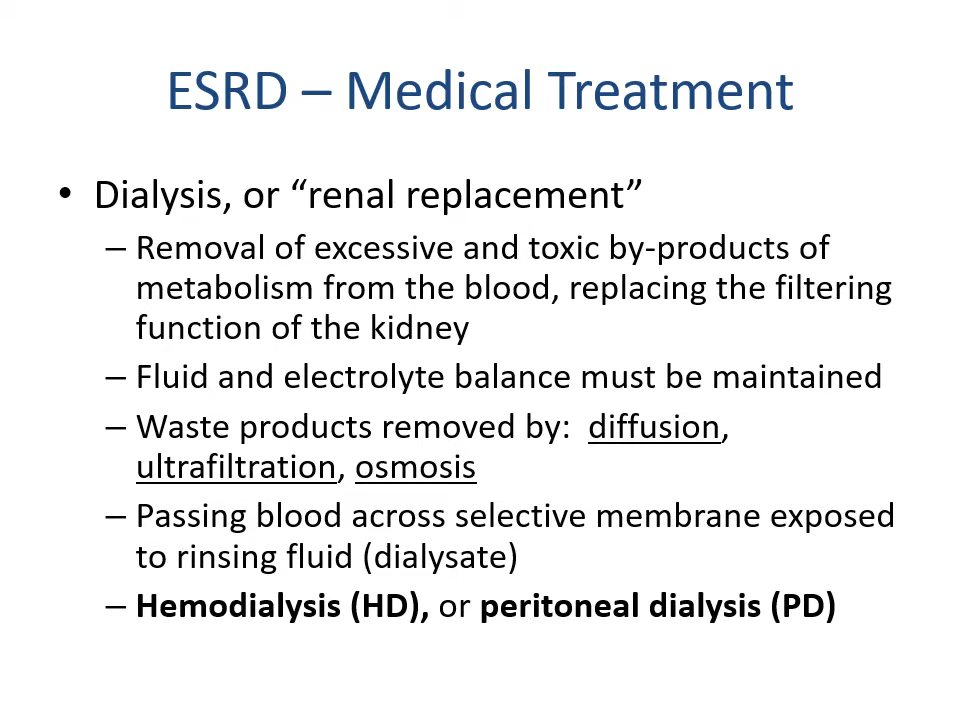 ESRD – Medical Treatment
• Dialysis, or “renal replacement”
– Removal of excessive and toxic by-products of
metabolism from the blood, replacing the filtering
function of the kidney
– Fluid and electrolyte balance must be maintained
– Waste products removed by:  diffusion,
ultrafiltration, osmosis
– Passing blood across selective membrane exposed
to rinsing fluid (dialysate)
– Hemodialysis (HD), or peritoneal dialysis (PD)